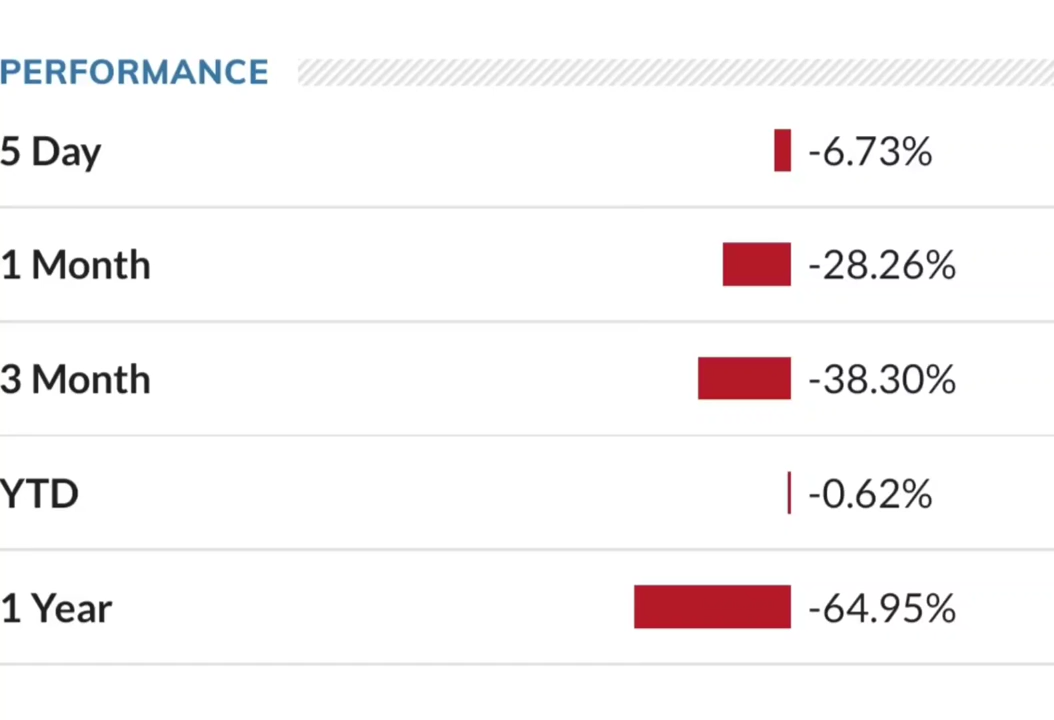 PERFORMANCE
5 Day -6.73%
1 Month -28.26%
3 Month -38.30%
YTD -0.62%
1 Year -64.95%